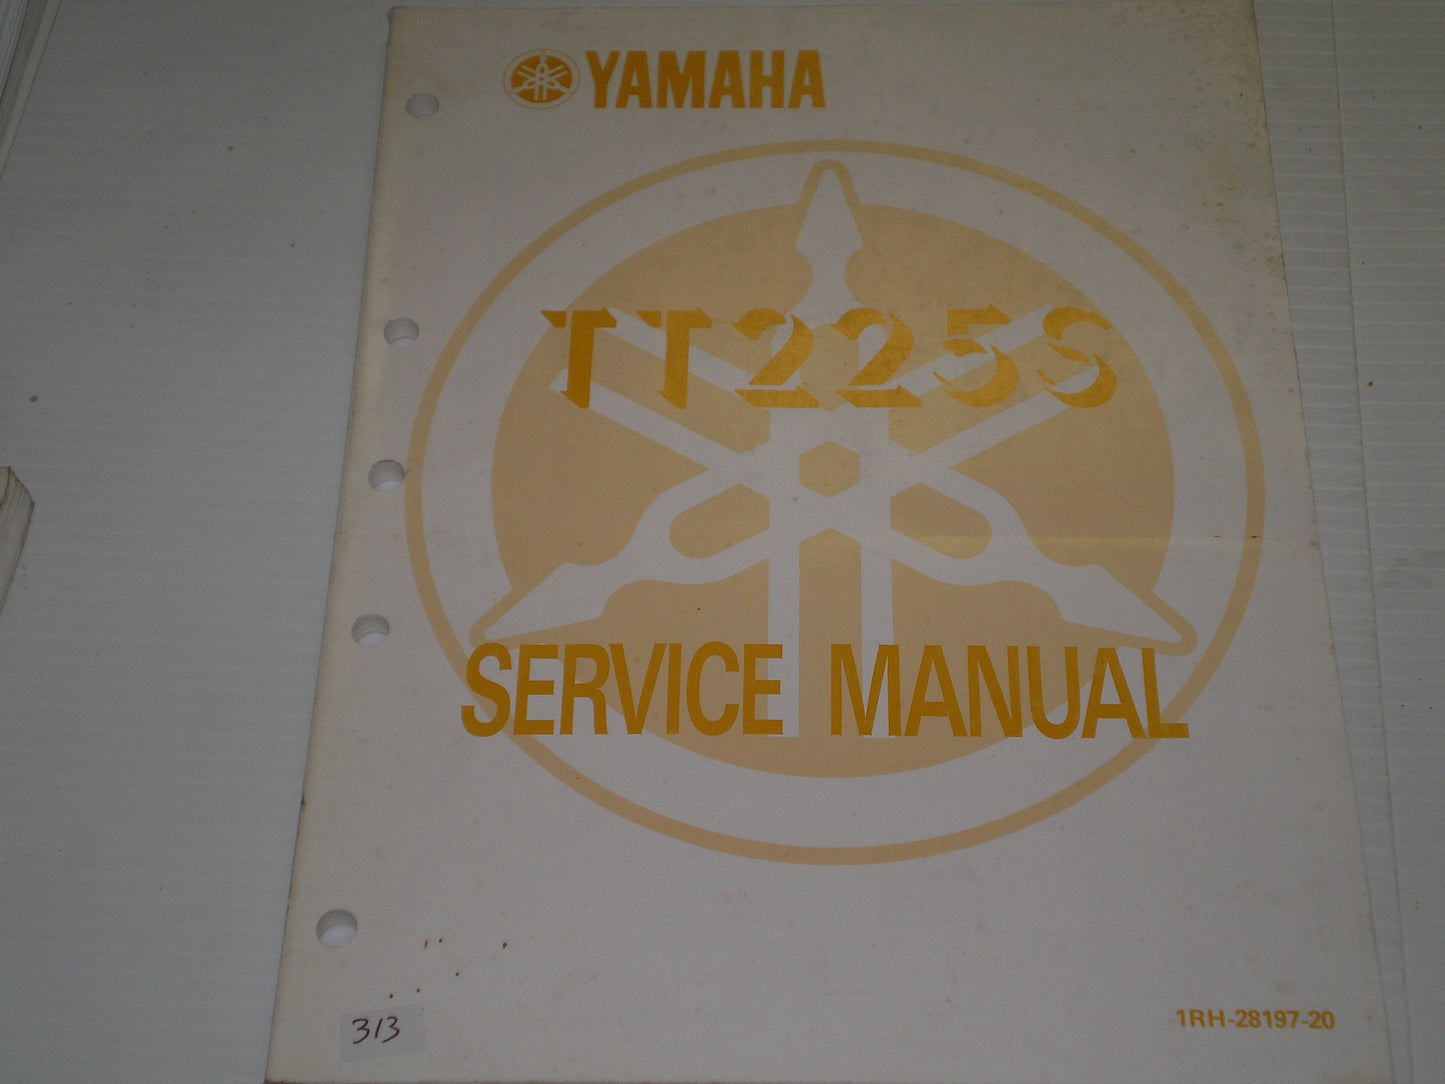 YAMAHA
TT225S
SERVICE MANUAL
1RH-28197-20
313